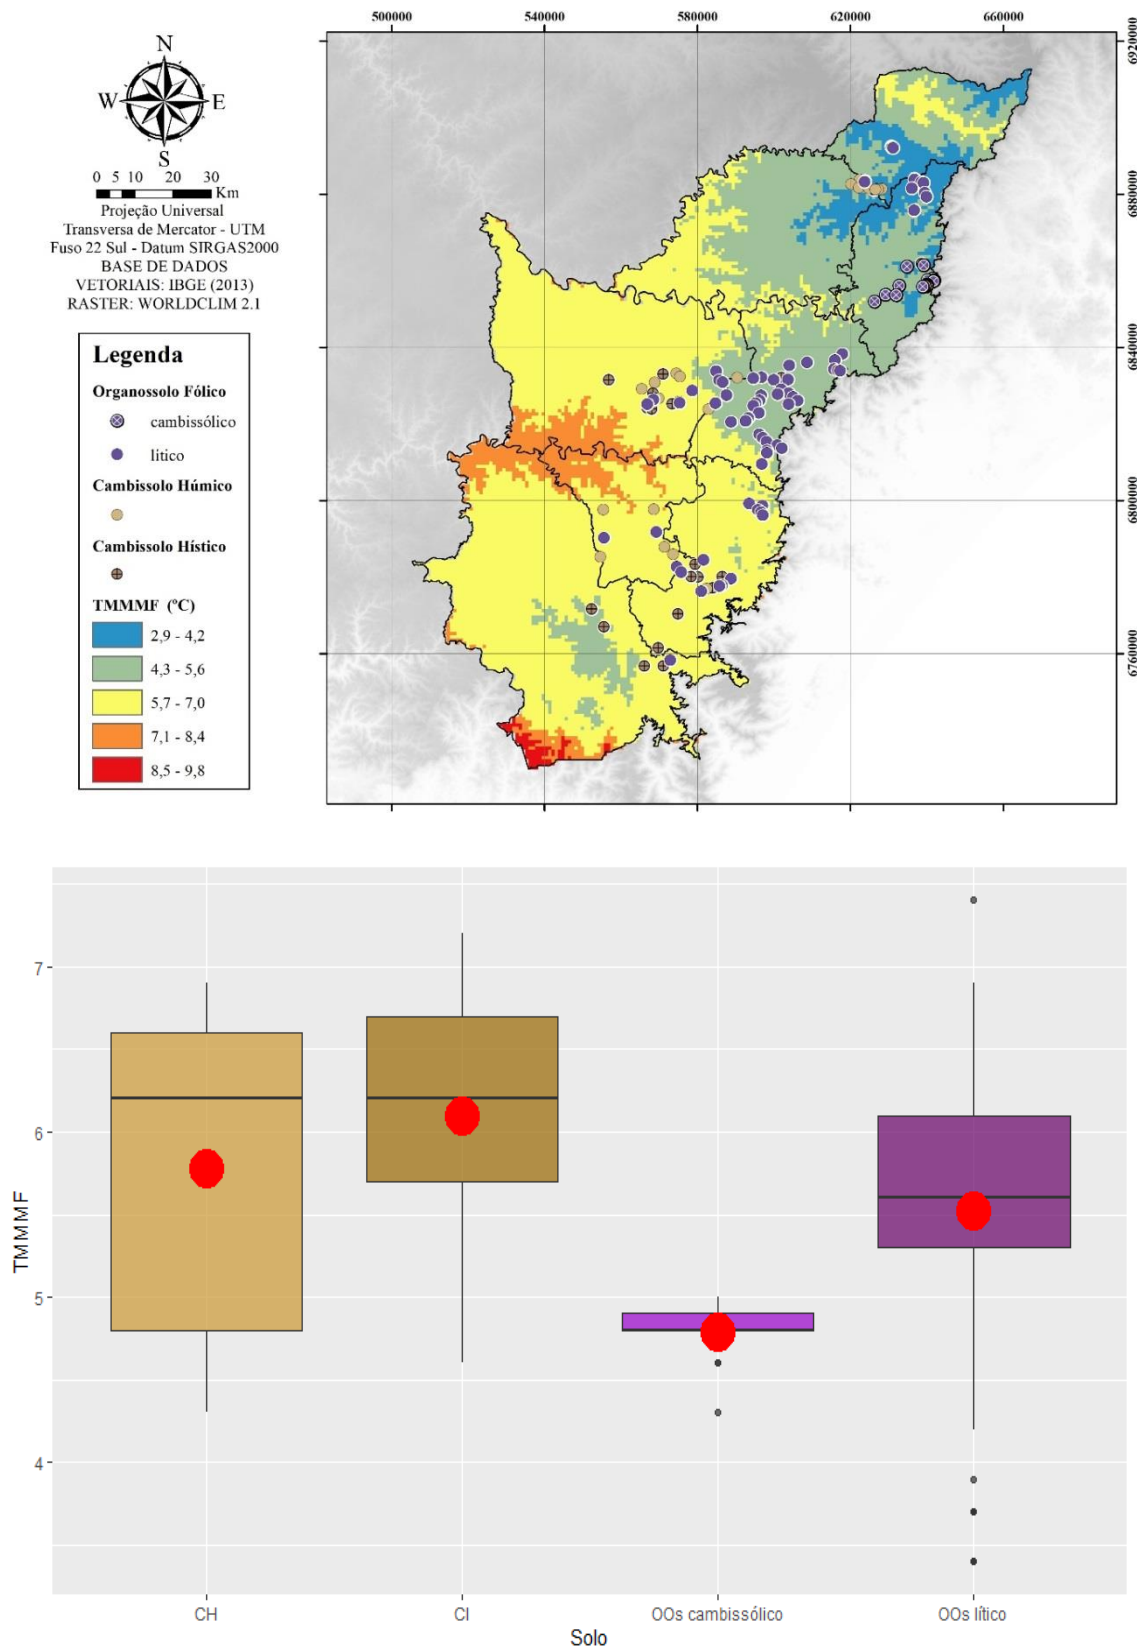 500000 540000 580000 620000 660000
6920000
6880000
6840000
6800000
6760000
N
W E
S
0 5 10 20 30
Km
Projeção Universal
Transversa de Mercator - UTM
Fuso 22 Sul - Datum SIRGAS2000
BASE DE DADOS
VETORIAIS: IBGE (2013)
RASTER: WORLDCLIM 2.1
Legenda
Organossolo Fólico
cambissólico
lítico
Cambissolo Húmico
Cambissolo Hístico
TMMMF (ºC)
2,9 - 4,2
4,3 - 5,6
5,7 - 7,0
7,1 - 8,4
8,5 - 9,8
TMMMF
7
6
5
4
CH CI OOs cambissólico OOs lítico
Solo